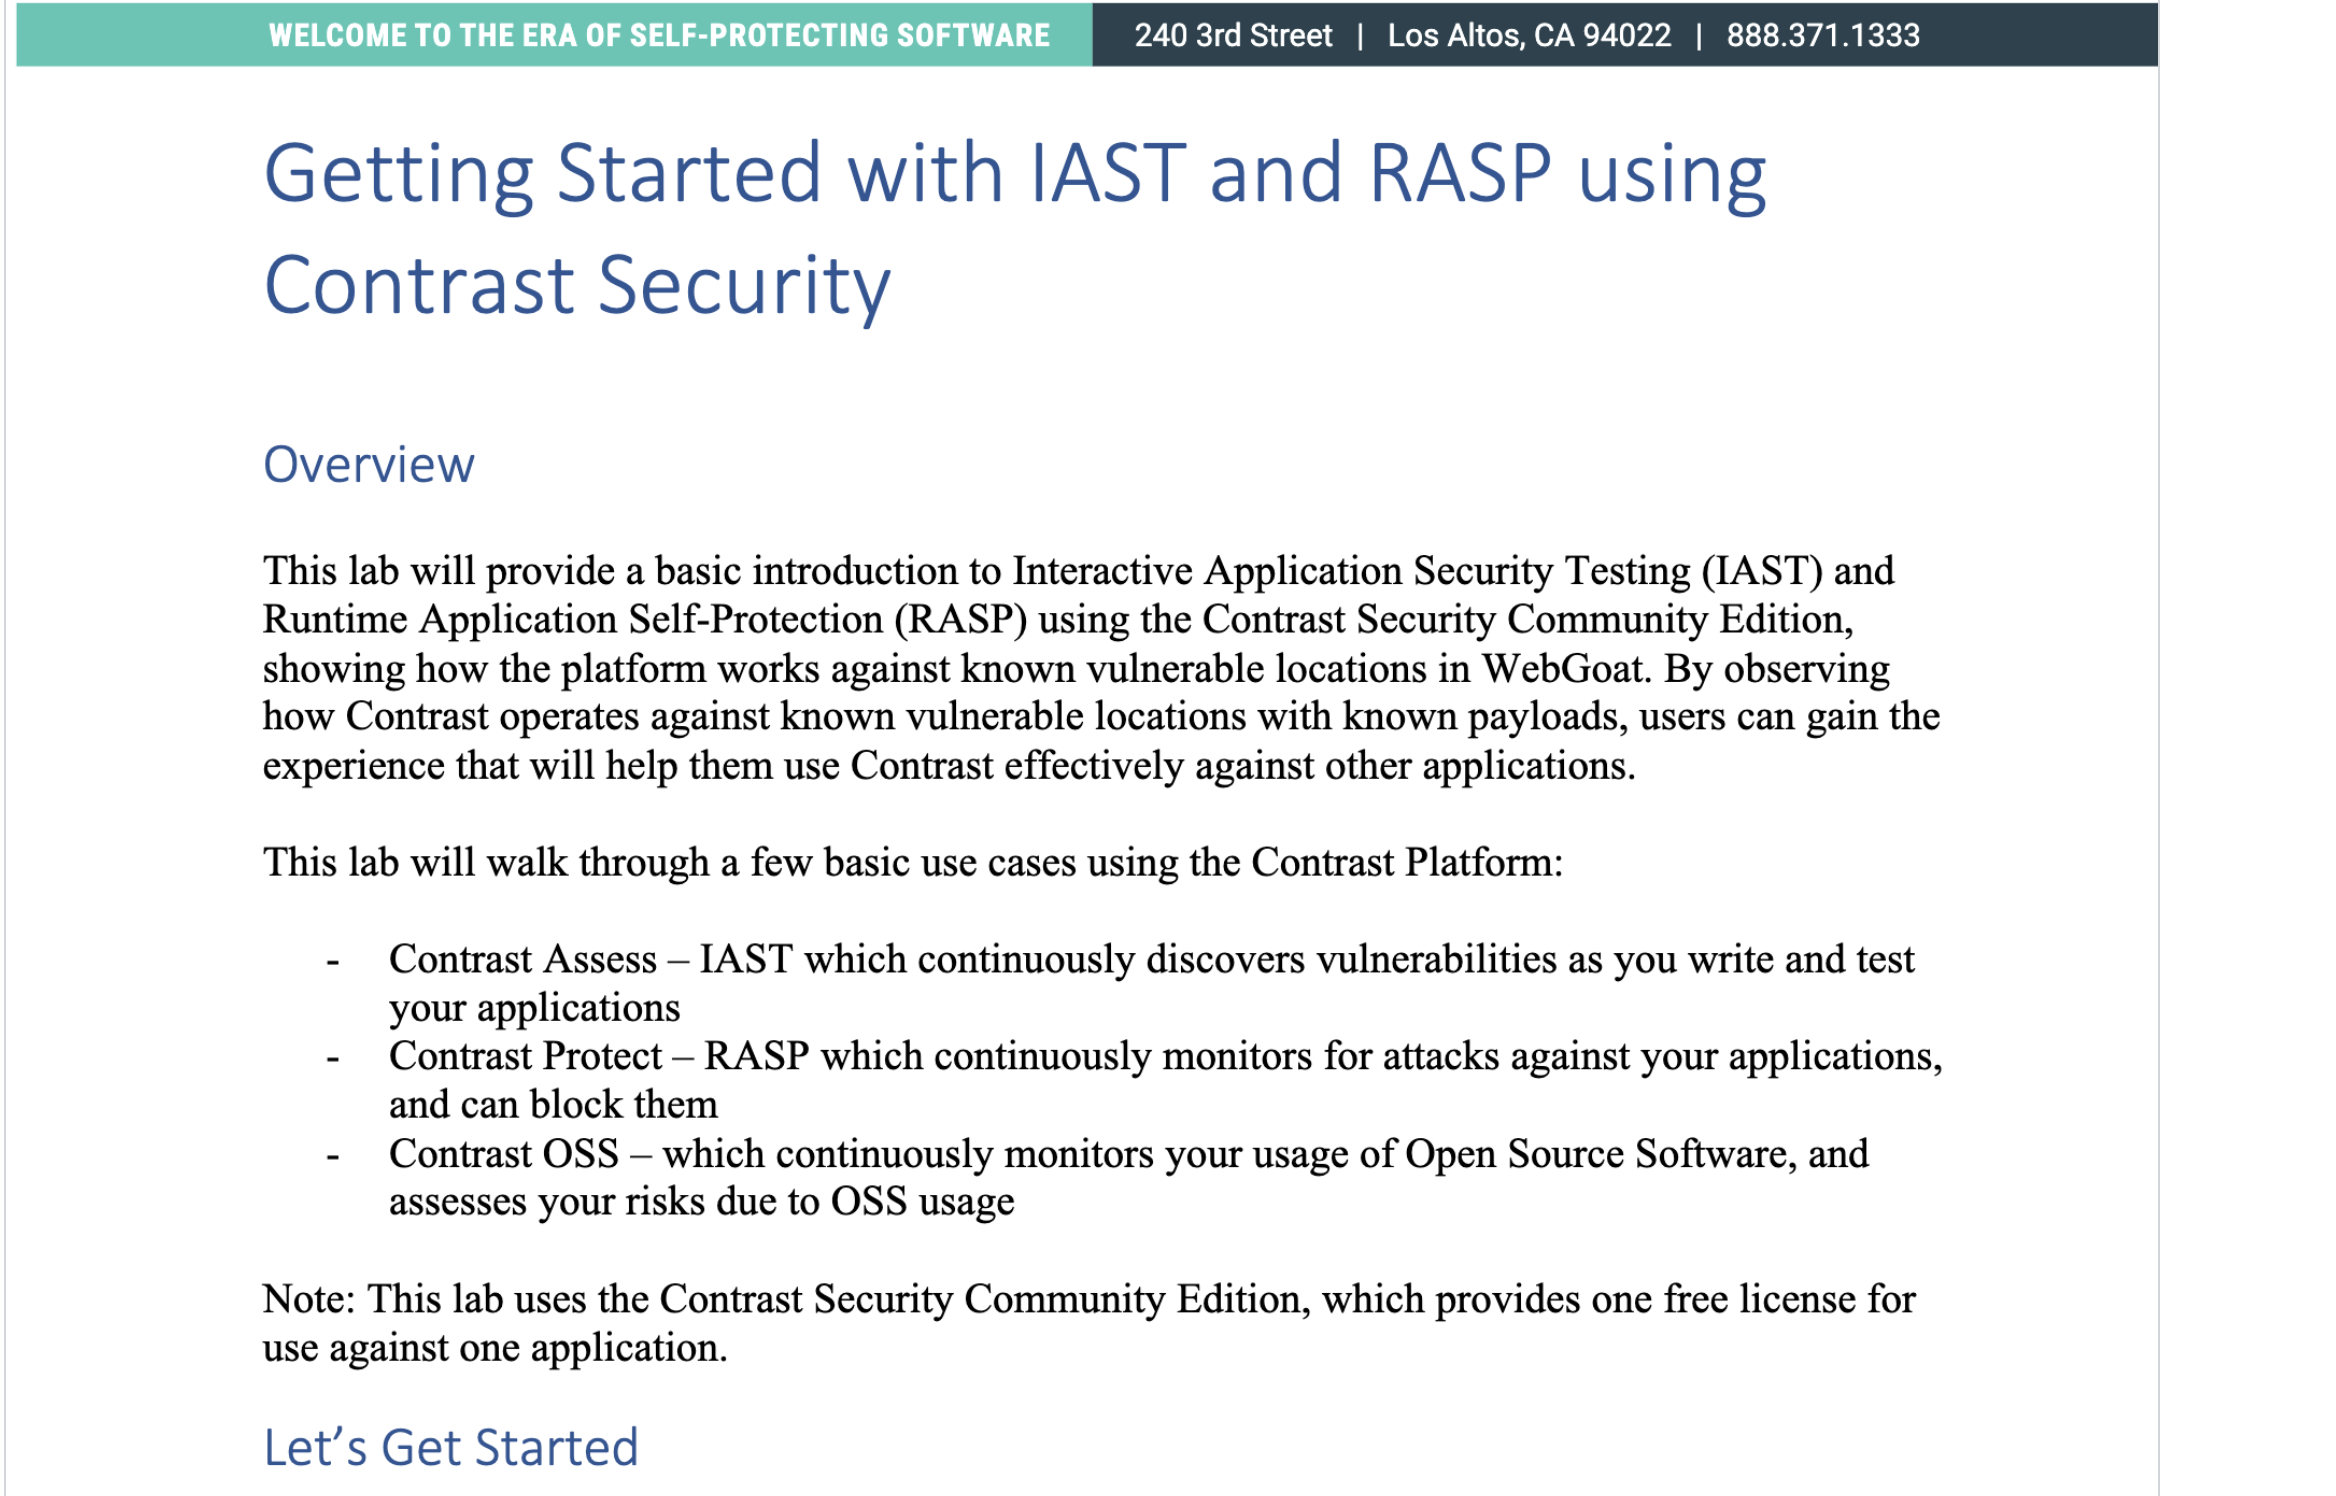 WELCOME TO THE ERA OF SELF-PROTECTING SOFTWARE 240 3rd Street | Los Altos, CA 94022 | 888.371.1333
Getting Started with IAST and RASP using
Contrast Security
Overview
This lab will provide a basic introduction to Interactive Application Security Testing (IAST) and
Runtime Application Self-Protection (RASP) using the Contrast Security Community Edition,
showing how the platform works against known vulnerable locations in WebGoat. By observing
how Contrast operates against known vulnerable locations with known payloads, users can gain the
experience that will help them use Contrast effectively against other applications.
This lab will walk through a few basic use cases using the Contrast Platform:
- Contrast Assess – IAST which continuously discovers vulnerabilities as you write and test
your applications
- Contrast Protect – RASP which continuously monitors for attacks against your applications,
and can block them
- Contrast OSS – which continuously monitors your usage of Open Source Software, and
assesses your risks due to OSS usage
Note: This lab uses the Contrast Security Community Edition, which provides one free license for
use against one application.
Let’s Get Started